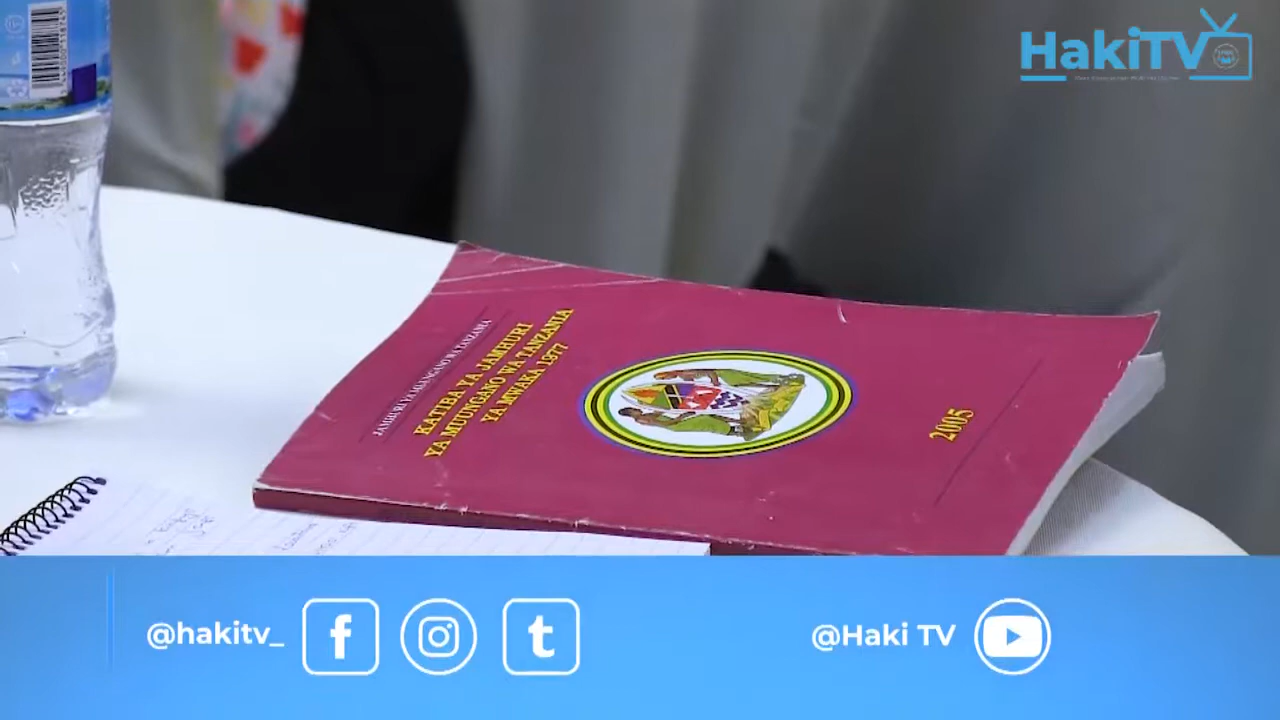 HakiTV
JAMHURI YA MUUNGANO WA TANZANIA
KATIBA YA JAMHURI
YA MUUNGANO WA TANZANIA
YA MWAKA 1977
2005
@hakitv_
@Haki TV